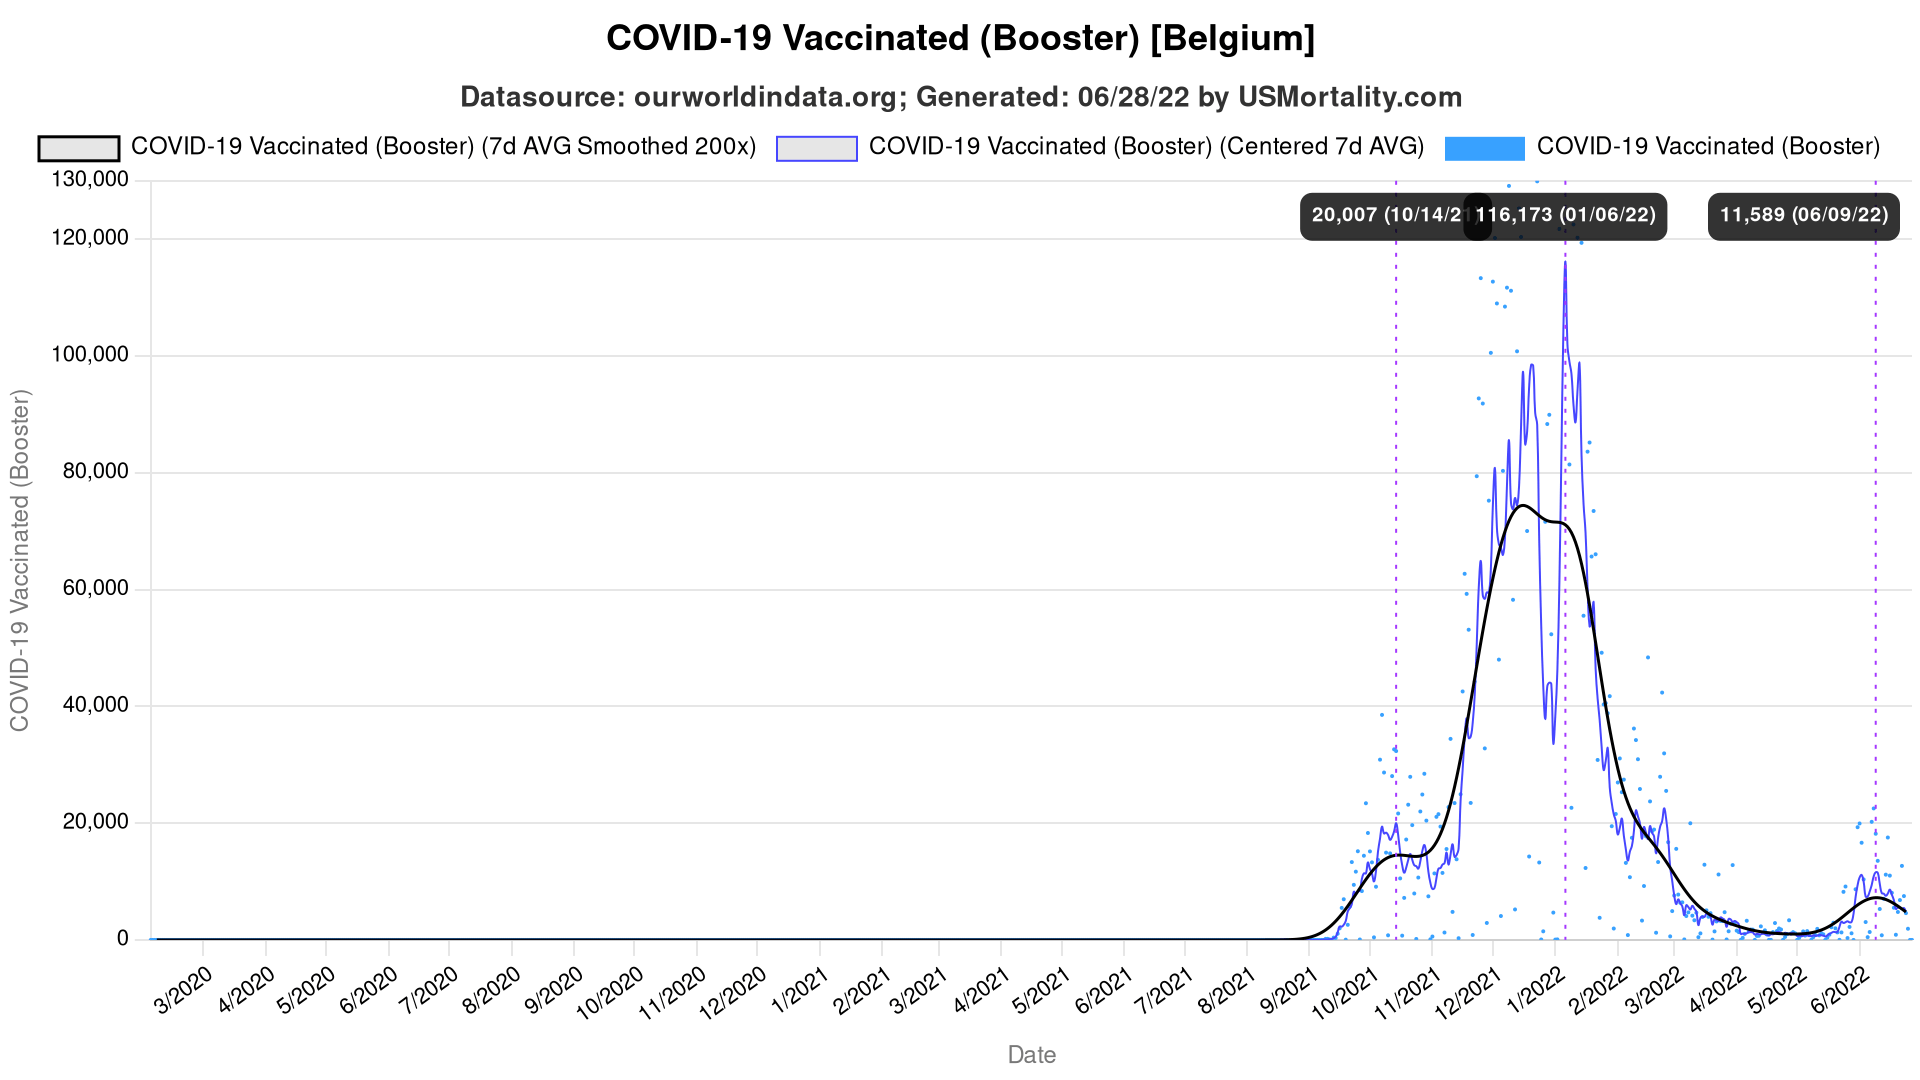 COVID-19 Vaccinated (Booster) [Belgium]
Datasource: ourworldindata.org; Generated: 06/28/22 by USMortality.com
COVID-19 Vaccinated (Booster) (7d AVG Smoothed 200x) COVID-19 Vaccinated (Booster) (Centered 7d AVG) COVID-19 Vaccinated (Booster)
130,000
20,007 (10/14/21) 116,173 (01/06/22) 11,589 (06/09/22)
120,000
100,000
80,000
60,000
40,000
20,000
0
COVID-19 Vaccinated (Booster)
3/2020 4/2020 5/2020 6/2020 7/2020 8/2020 9/2020 10/2020 11/2020 12/2020 1/2021 2/2021 3/2021 4/2021 5/2021 6/2021 7/2021 8/2021 9/2021 10/2021 11/2021 12/2021 1/2022 2/2022 3/2022 4/2022 5/2022 6/2022
Date